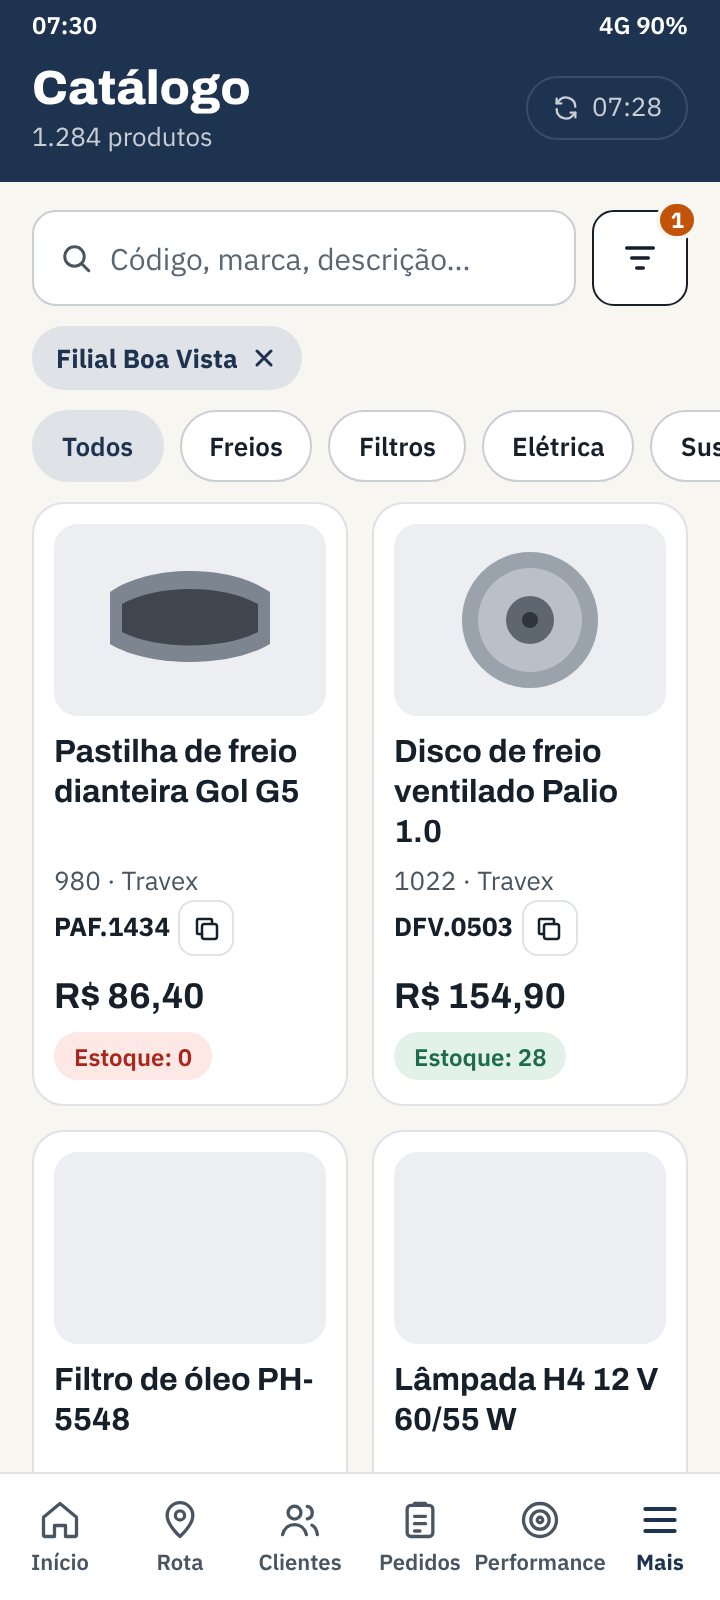 07:30
4G 90%
Catálogo
1.284 produtos
07:28
Código, marca, descrição...
1
Filial Boa Vista
Todos
Freios
Filtros
Elétrica
Sus
Pastilha de freio
dianteira Gol G5
980 · Travex
PAF.1434
R$ 86,40
Estoque: 0
Disco de freio
ventilado Palio
1.0
1022 · Travex
DFV.0503
R$ 154,90
Estoque: 28
Filtro de óleo PH-
5548
Lâmpada H4 12 V
60/55 W
Início
Rota
Clientes
Pedidos
Performance
Mais